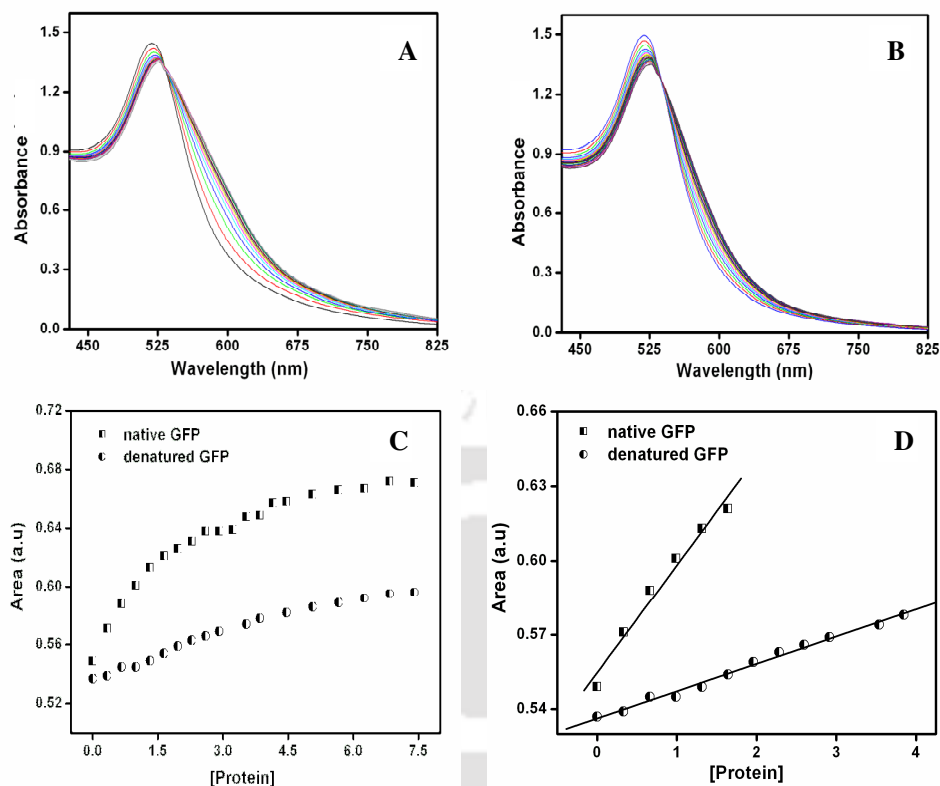 A
1.5
1.2
0.9
0.6
0.3
0.0
Absorbance
450 525 600 675 750 825
Wavelength (nm)
B
1.5
1.2
0.9
0.6
0.3
0.0
Absorbance
450 525 600 675 750 825
Wavelength (nm)
C
native GFP
denatured GFP
0.72
0.68
0.64
0.60
0.56
0.52
Area (a.u)
0.0 1.5 3.0 4.5 6.0 7.5
[Protein]
D
native GFP
denatured GFP
0.66
0.63
0.60
0.57
0.54
Area (a.u)
0 1 2 3 4
[Protein]